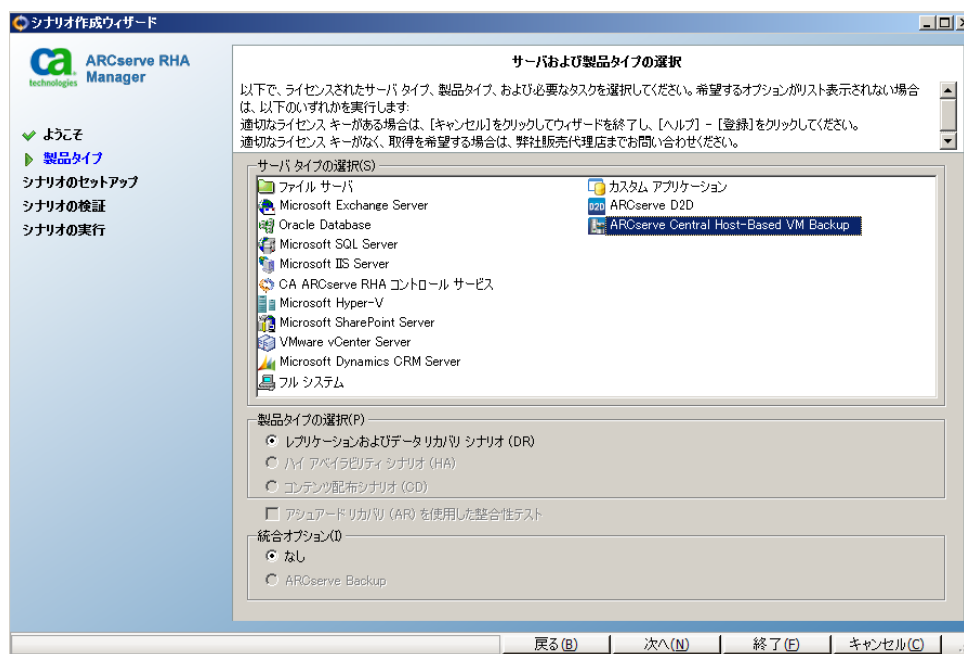 シナリオ作成ウィザード
ca
technologies
ARCserve RHA
Manager
ようこそ
製品タイプ
シナリオのセットアップ
シナリオの検証
シナリオの実行
サーバおよび製品タイプの選択
以下で、ライセンスされたサーバ タイプ、製品タイプ、および必要なタスクを選択してください。希望するオプションがリスト表示されない場合
は、以下のいずれかを実行します:
適切なライセンス キーがある場合は、[キャンセル]をクリックしてウィザードを終了し、[ヘルプ] - [登録]をクリックしてください。
適切なライセンス キーがなく、取得を希望する場合は、弊社販売代理店までお問い合わせください。
サーバ タイプの選択(S)
ファイル サーバ
Microsoft Exchange Server
Oracle Database
Microsoft SQL Server
Microsoft IIS Server
CA ARCserve RHA コントロール サービス
Microsoft Hyper-V
Microsoft SharePoint Server
VMware vCenter Server
Microsoft Dynamics CRM Server
フル システム
カスタム アプリケーション
D2D ARCserve D2D
ARCserve Central Host-Based VM Backup
製品タイプの選択(P)
レプリケーションおよびデータ リカバリ シナリオ (DR)
ハイ アベイラビリティ シナリオ (HA)
コンテンツ配布シナリオ (CD)
アシュアード リカバリ (AR) を使用した整合性テスト
統合オプション(I)
なし
ARCserve Backup
戻る(B)
次へ(N)
終了(F)
キャンセル(C)